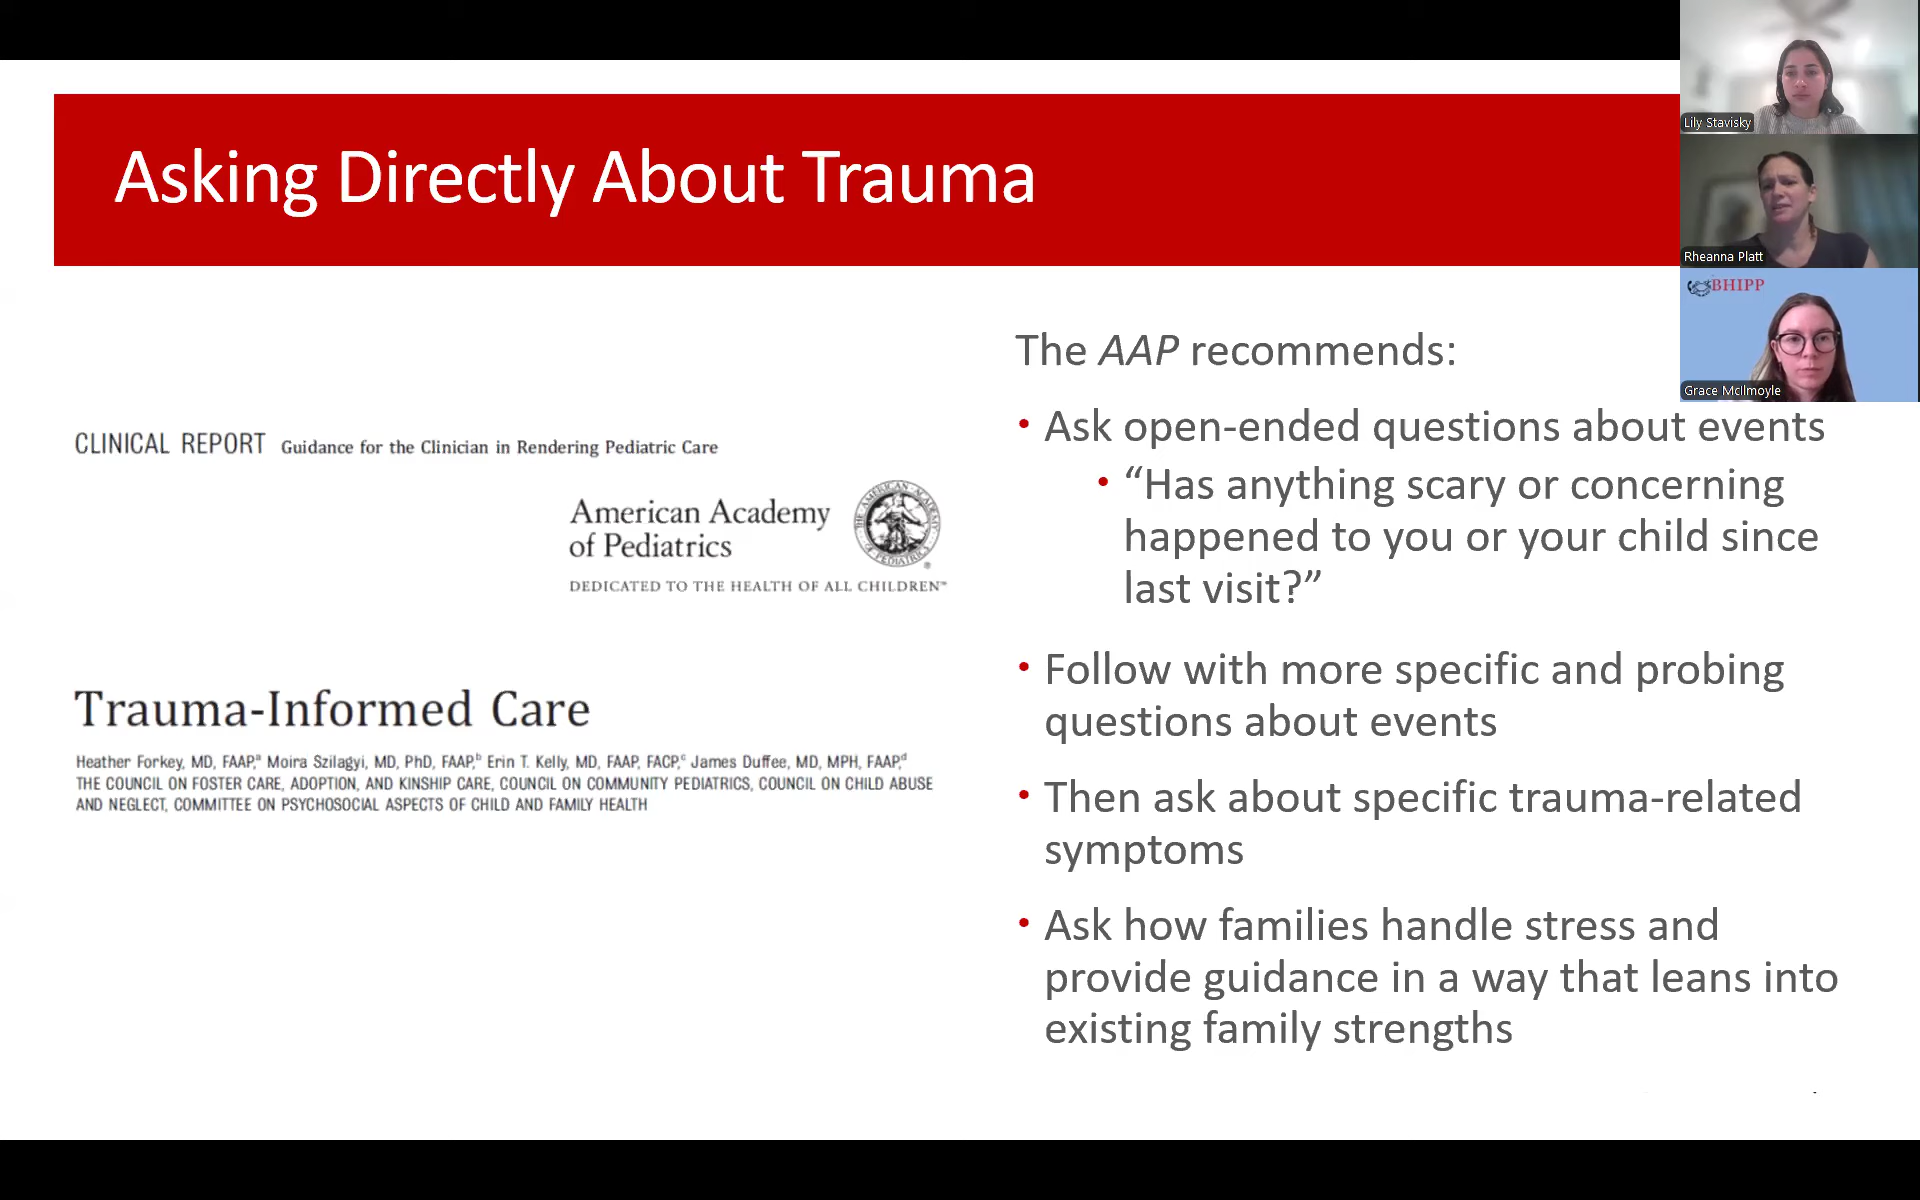 Asking Directly About Trauma
Lily Stavisky
Rheanna Platt
BHIPP
Grace McIlmoyle
CLINICAL REPORT Guidance for the Clinician in Rendering Pediatric Care
American Academy
of Pediatrics
DEDICATED TO THE HEALTH OF ALL CHILDREN™
Trauma-Informed Care
Heather Forkey, MD, FAAP,a Moira Szilagyi, MD, PhD, FAAP,b Erin T. Kelly, MD, FAAP, FACP,c James Duffee, MD, MPH, FAAP,d
THE COUNCIL ON FOSTER CARE, ADOPTION, AND KINSHIP CARE, COUNCIL ON COMMUNITY PEDIATRICS, COUNCIL ON CHILD ABUSE
AND NEGLECT, COMMITTEE ON PSYCHOSOCIAL ASPECTS OF CHILD AND FAMILY HEALTH
The AAP recommends:
• Ask open-ended questions about events
• “Has anything scary or concerning
happened to you or your child since
last visit?”
• Follow with more specific and probing
questions about events
• Then ask about specific trauma-related
symptoms
• Ask how families handle stress and
provide guidance in a way that leans into
existing family strengths